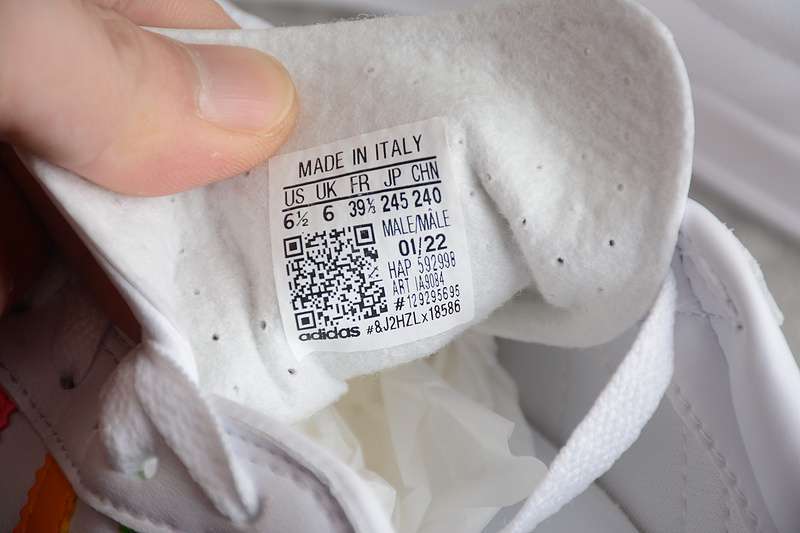 MADE IN ITALY
US UK FR JP CHN
6½ 6 39⅓ 245 240
MALE/MÂLE
01/22
HAP 592998
ART IA9084
#129295695
adidas #&J2HZLx18586